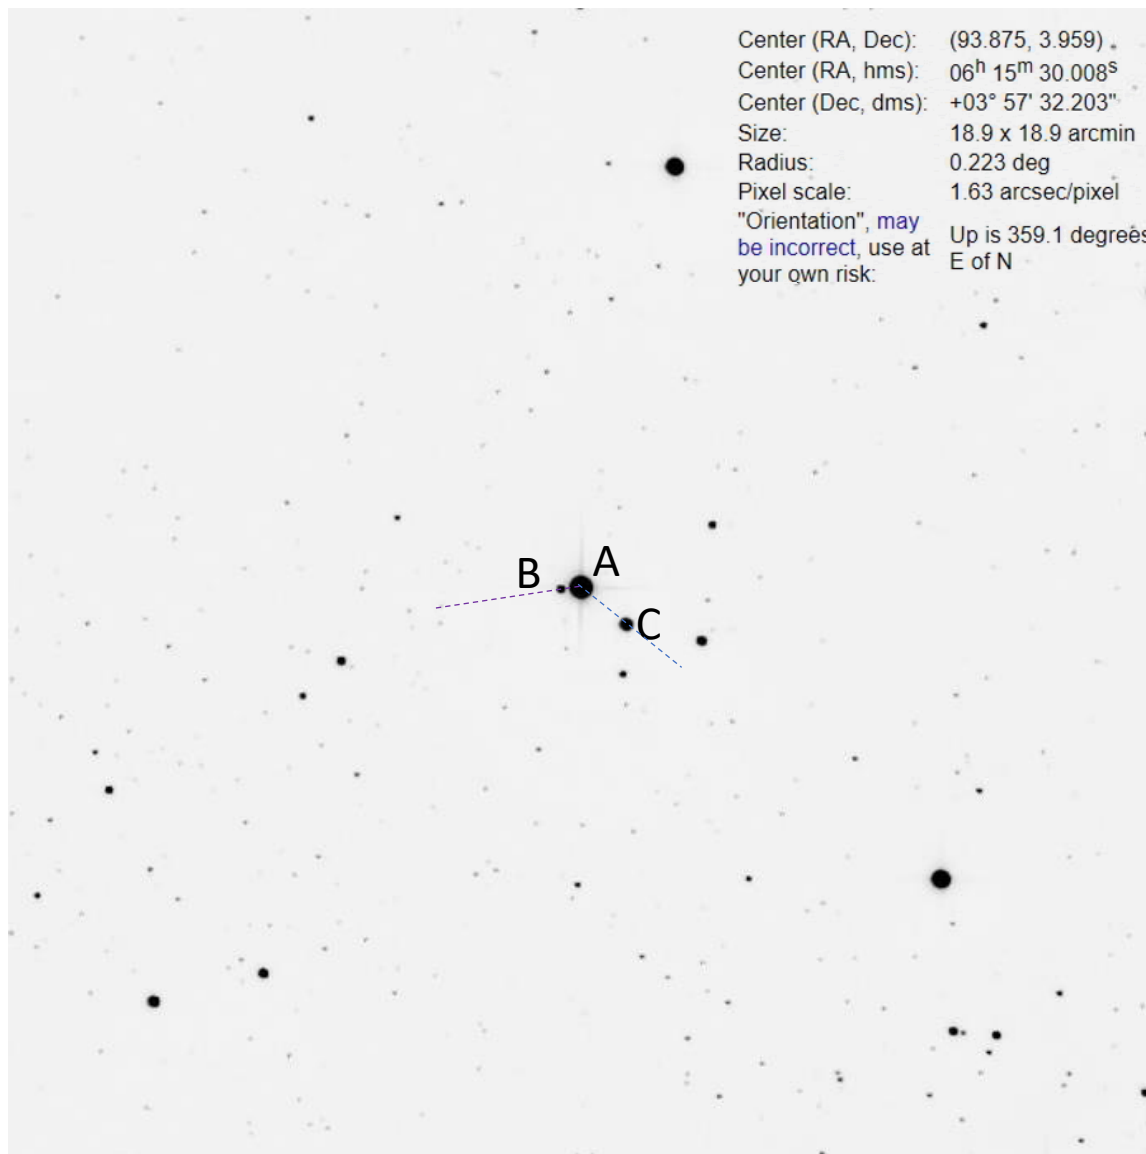 Center (RA, Dec): (93.875, 3.959)
Center (RA, hms): 06h 15m 30.008s
Center (Dec, dms): +03° 57' 32.203"
Size: 18.9 x 18.9 arcmin
Radius: 0.223 deg
Pixel scale: 1.63 arcsec/pixel
"Orientation", may be incorrect, use at your own risk: Up is 359.1 degrees E of N
A
B
C